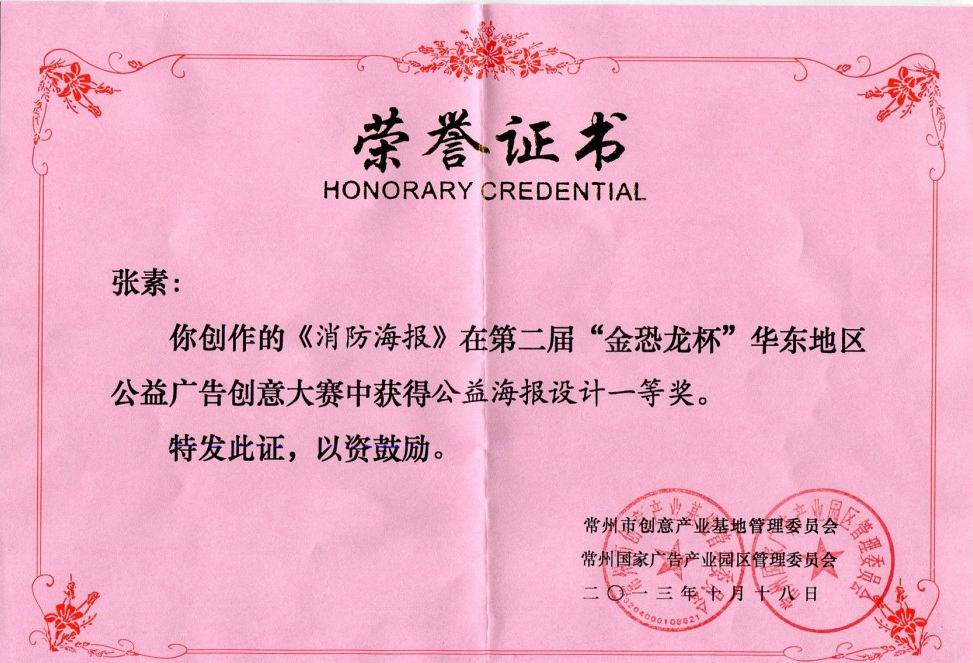 荣誉证书
HONORARY CREDENTIAL
张素：
你创作的《消防海报》在第二届“金恐龙杯”华东地区
公益广告创意大赛中获得公益海报设计一等奖。
特发此证，以资鼓励。
常州市创意产业基地管理委员会
常州国家广告产业园区管理委员会
二〇一三年十月十八日
3204000108621